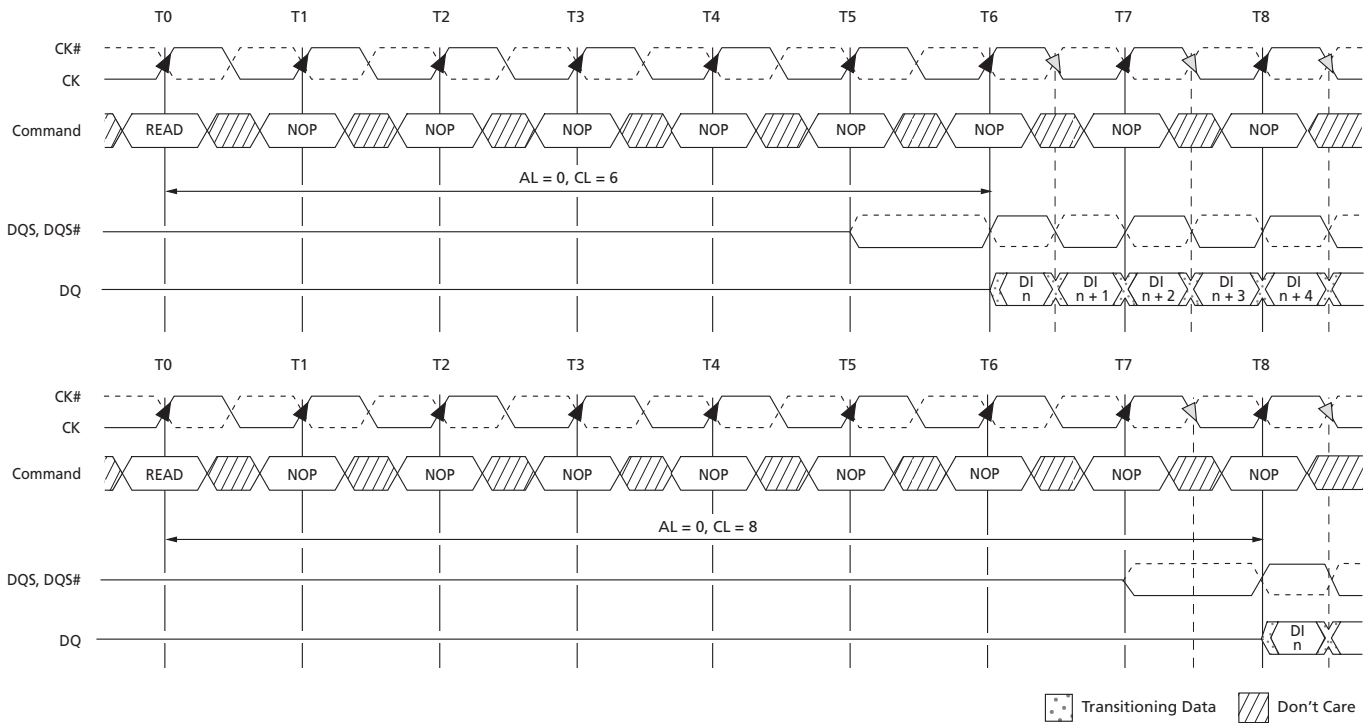 T0 T1 T2 T3 T4 T5 T6 T7 T8
CK#
CK
Command READ NOP NOP NOP NOP NOP NOP NOP NOP
AL = 0, CL = 6
DQS, DQS#
DQ DI n DI n + 1 DI n + 2 DI n + 3 DI n + 4
T0 T1 T2 T3 T4 T5 T6 T7 T8
CK#
CK
Command READ NOP NOP NOP NOP NOP NOP NOP NOP
AL = 0, CL = 8
DQS, DQS#
DQ DI n
Transitioning Data Don't Care